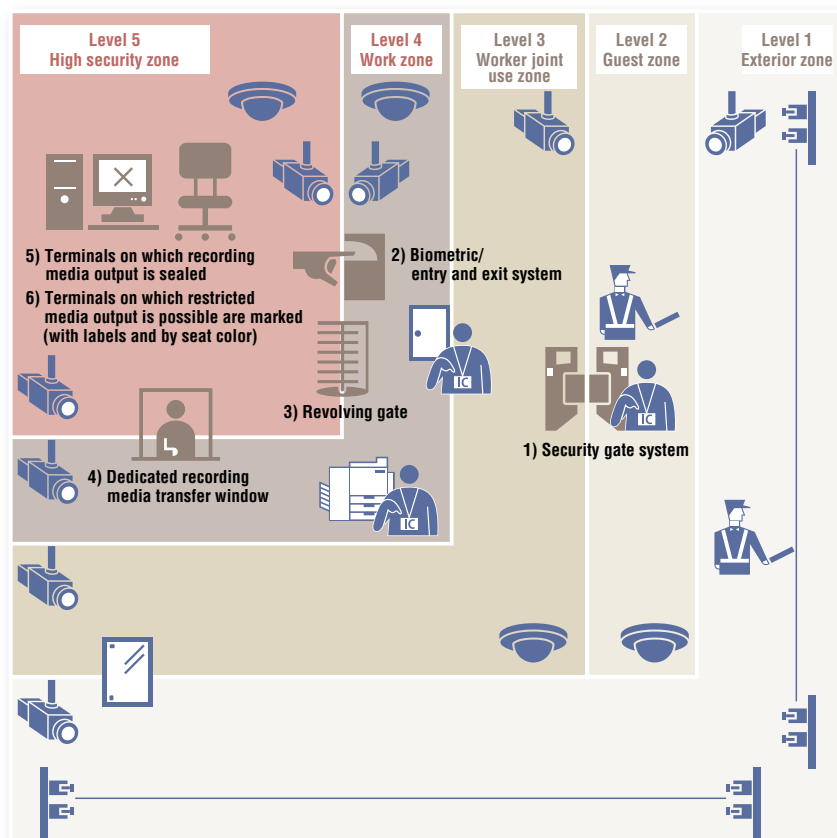 Level 5
High security zone
Level 4
Work zone
Level 3
Worker joint
use zone
Level 2
Guest zone
Level 1
Exterior zone
5) Terminals on which recording
media output is sealed
6) Terminals on which restricted
media output is possible are marked
(with labels and by seat color)
2) Biometric/
entry and exit system
IC
3) Revolving gate
IC
1) Security gate system
4) Dedicated recording
media transfer window
IC